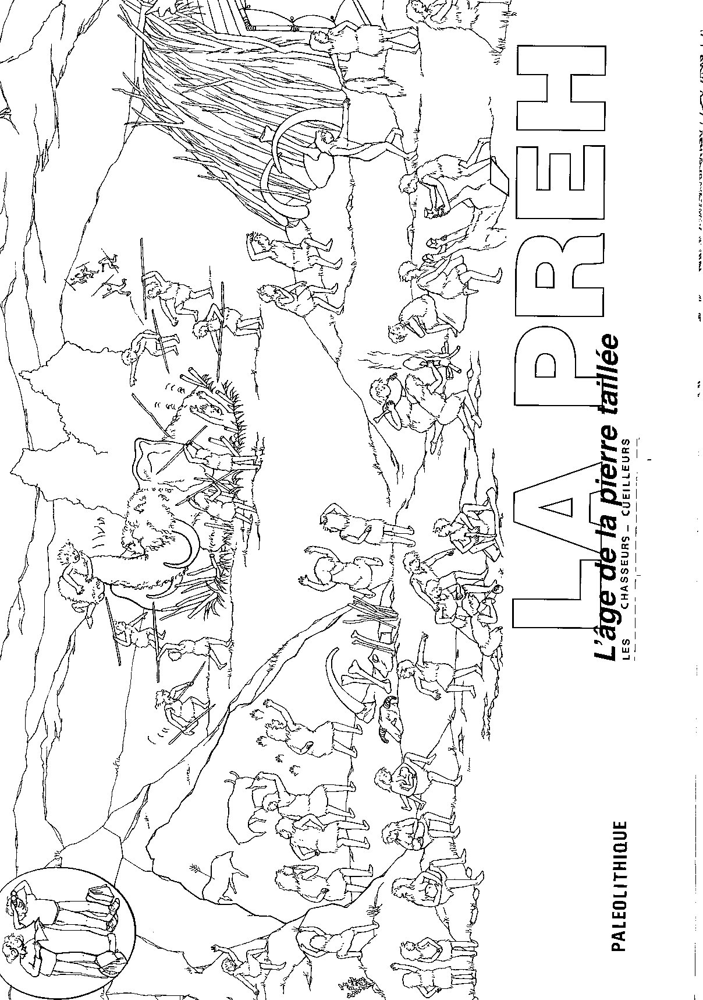 LA PREH
L'âge de la pierre taillée
LES CHASSEURS – CUEILLEURS
PALEOLITHIQUE